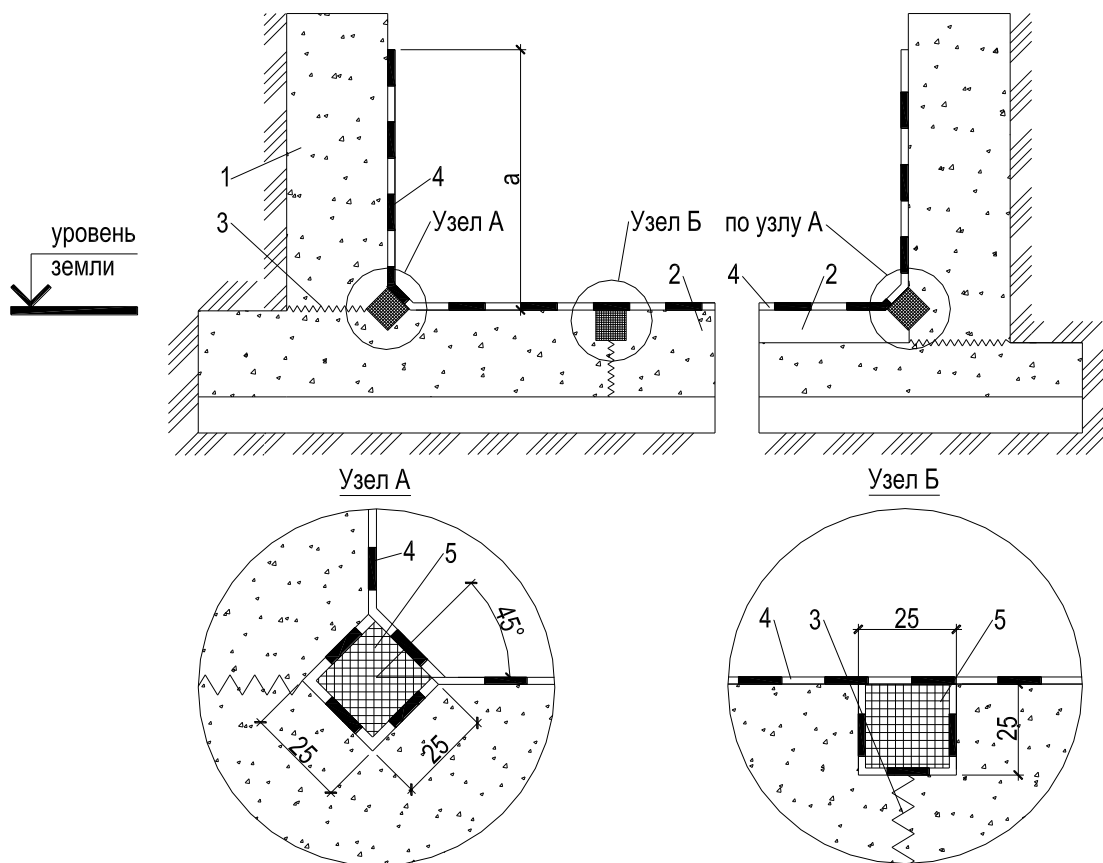 1
3
уровень
земли
4
Узел А
а
Узел Б
2
по узлу А
4
2
Узел А
4
5
45°
25
25
Узел Б
4
3
25
5
25